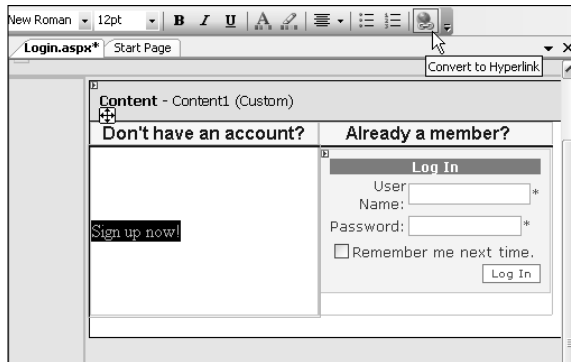 New Roman 12pt B I U A
Login.aspx* Start Page
Convert to Hyperlink
Content - Content1 (Custom)
Don't have an account? Already a member?
Log In
User Name: *
Sign up now! Password: *
Remember me next time.
Log In